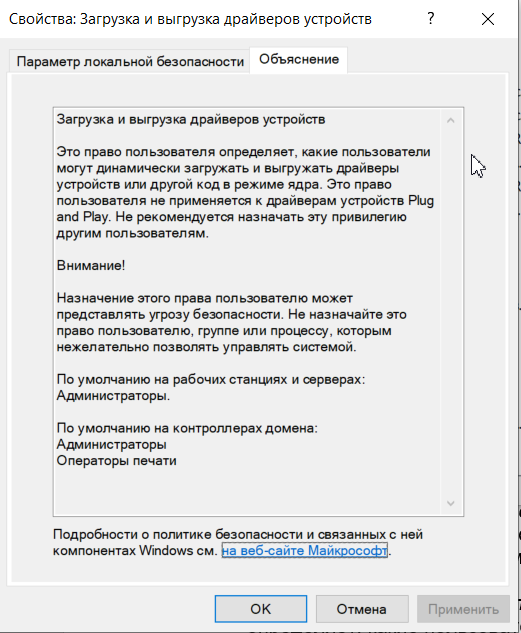 Свойства: Загрузка и выгрузка драйверов устройств ?
Параметр локальной безопасности Объяснение
Загрузка и выгрузка драйверов устройств
Это право пользователя определяет, какие пользователи
могут динамически загружать и выгружать драйверы
устройств или другой код в режиме ядра. Это право
пользователя не применяется к драйверам устройств Plug
and Play. Не рекомендуется назначать эту привилегию
другим пользователям.
Внимание!
Назначение этого права пользователю может
представлять угрозу безопасности. Не назначайте это
право пользователю, группе или процессу, которым
нежелательно позволять управлять системой.
По умолчанию на рабочих станциях и серверах:
Администраторы.
По умолчанию на контроллерах домена:
Администраторы
Операторы печати
Подробности о политике безопасности и связанных с ней
компонентах Windows см. на веб-сайте Майкрософт.
OK Отмена Применить